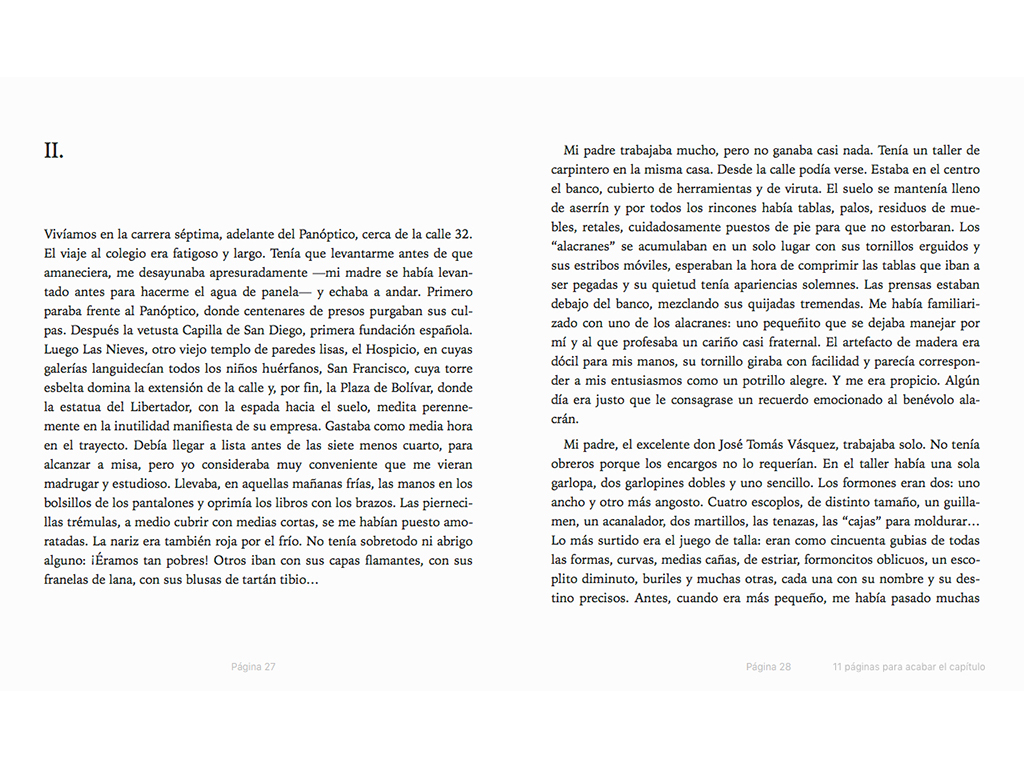 II.
Vivíamos en la carrera séptima, adelante del Panóptico, cerca de la calle 32.
El viaje al colegio era fatigoso y largo. Tenía que levantarme antes de que
amaneciera, me desayunaba apresuradamente —mi madre se había levan-
tado antes para hacerme el agua de panela— y echaba a andar. Primero
paraba frente al Panóptico, donde centenares de presos purgaban sus cul-
pas. Después la vetusta Capilla de San Diego, primera fundación española.
Luego Las Nieves, otro viejo templo de paredes lisas, el Hospicio, en cuyas
galerías languidecían todos los niños huérfanos, San Francisco, cuya torre
esbelta domina la extensión de la calle y, por fin, la Plaza de Bolívar, donde
la estatua del Libertador, con la espada hacia el suelo, medita perenne-
mente en la inutilidad manifiesta de su empresa. Gastaba como media hora
en el trayecto. Debía llegar a lista antes de las siete menos cuarto, para
alcanzar a misa, pero yo consideraba muy conveniente que me vieran
madrugar y estudioso. Llevaba, en aquellas mañanas frías, las manos en los
bolsillos de los pantalones y oprimía los libros con los brazos. Las pierneci-
llas trémulas, a medio cubrir con medias cortas, se me habían puesto amo-
ratadas. La nariz era también roja por el frío. No tenía sobretodo ni abrigo
alguno: ¡Éramos tan pobres! Otros iban con sus capas flamantes, con sus
franelas de lana, con sus blusas de tartán tibio…
Página 27
Mi padre trabajaba mucho, pero no ganaba casi nada. Tenía un taller de
carpintero en la misma casa. Desde la calle podía verse. Estaba en el centro
el banco, cubierto de herramientas y de viruta. El suelo se mantenía lleno
de aserrín y por todos los rincones había tablas, palos, residuos de mue-
bles, retales, cuidadosamente puestos de pie para que no estorbaran. Los
“alacranes” se acumulaban en un solo lugar con sus tornillos erguidos y
sus estribos móviles, esperaban la hora de comprimir las tablas que iban a
ser pegadas y su quietud tenía apariencias solemnes. Las prensas estaban
debajo del banco, mezclando sus quijadas tremendas. Me había familiari-
zado con uno de los alacranes: uno pequeñito que se dejaba manejar por
mí y al que profesaba un cariño casi fraternal. El artefacto de madera era
dócil para mis manos, su tornillo giraba con facilidad y parecía correspon-
der a mis entusiasmos como un potrillo alegre. Y me era propicio. Algún
día era justo que le consagrase un recuerdo emocionado al benévolo ala-
crán.
Mi padre, el excelente don José Tomás Vásquez, trabajaba solo. No tenía
obreros porque los encargos no lo requerían. En el taller había una sola
garlopa, dos garlopines dobles y uno sencillo. Los formones eran dos: uno
ancho y otro más angosto. Cuatro escoplos, de distinto tamaño, un guilla-
men, un acanalador, dos martillos, las tenazas, las “cajas” para moldurar…
Lo más surtido era el juego de talla: eran como cincuenta gubias de todas
las formas, curvas, medias cañas, de estriar, formoncitos oblicuos, un esco-
plito diminuto, buriles y muchas otras, cada una con su nombre y su des-
tino precisos. Antes, cuando era más pequeño, me había pasado muchas
Página 28
11 páginas para acabar el capítulo